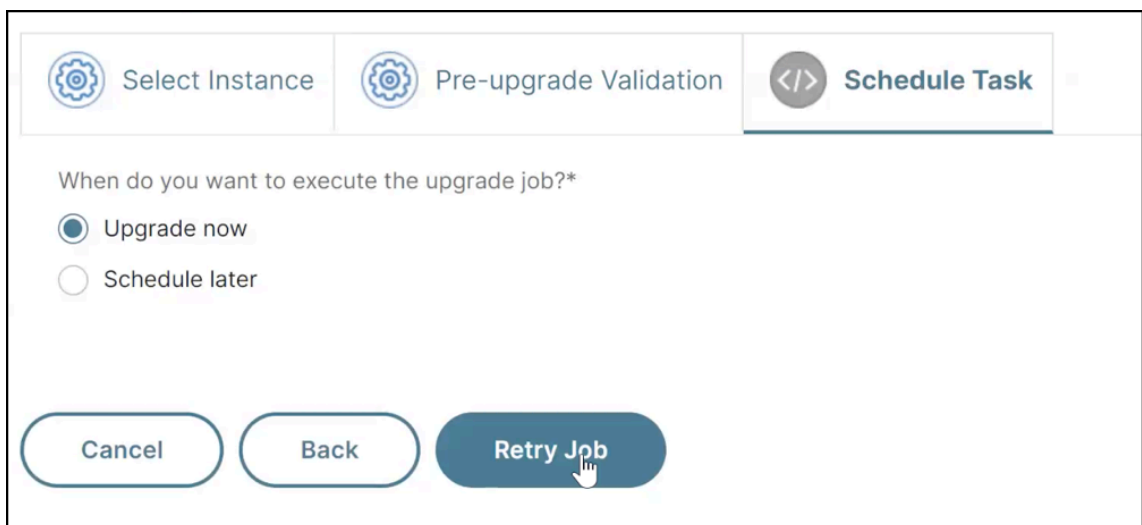 Select Instance
Pre-upgrade Validation
</>
Schedule Task
When do you want to execute the upgrade job?*
Upgrade now
Schedule later
Cancel
Back
Retry Job